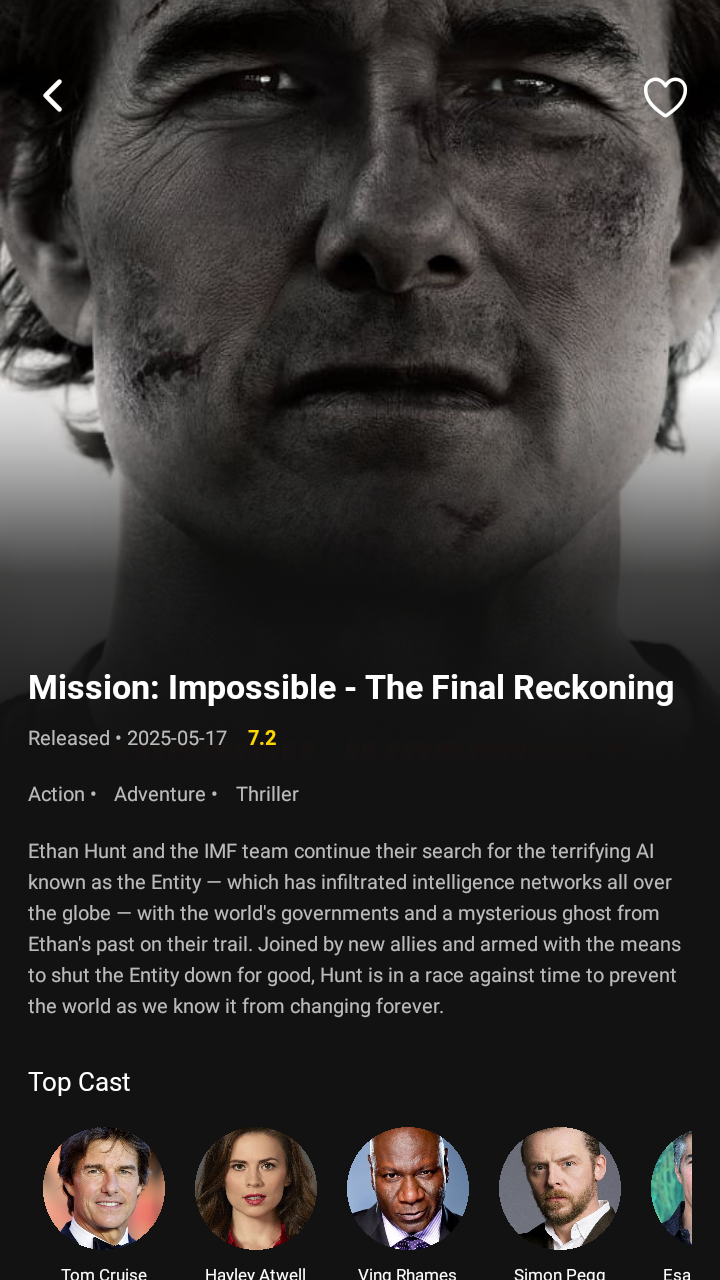 Mission: Impossible - The Final Reckoning
Released • 2025-05-17 7.2
Action • Adventure • Thriller
Ethan Hunt and the IMF team continue their search for the terrifying AI
known as the Entity — which has infiltrated intelligence networks all over
the globe — with the world's governments and a mysterious ghost from
Ethan's past on their trail. Joined by new allies and armed with the means
to shut the Entity down for good, Hunt is in a race against time to prevent
the world as we know it from changing forever.
Top Cast
Tom Cruise Hayley Atwell Ving Rhames Simon Pegg Esa